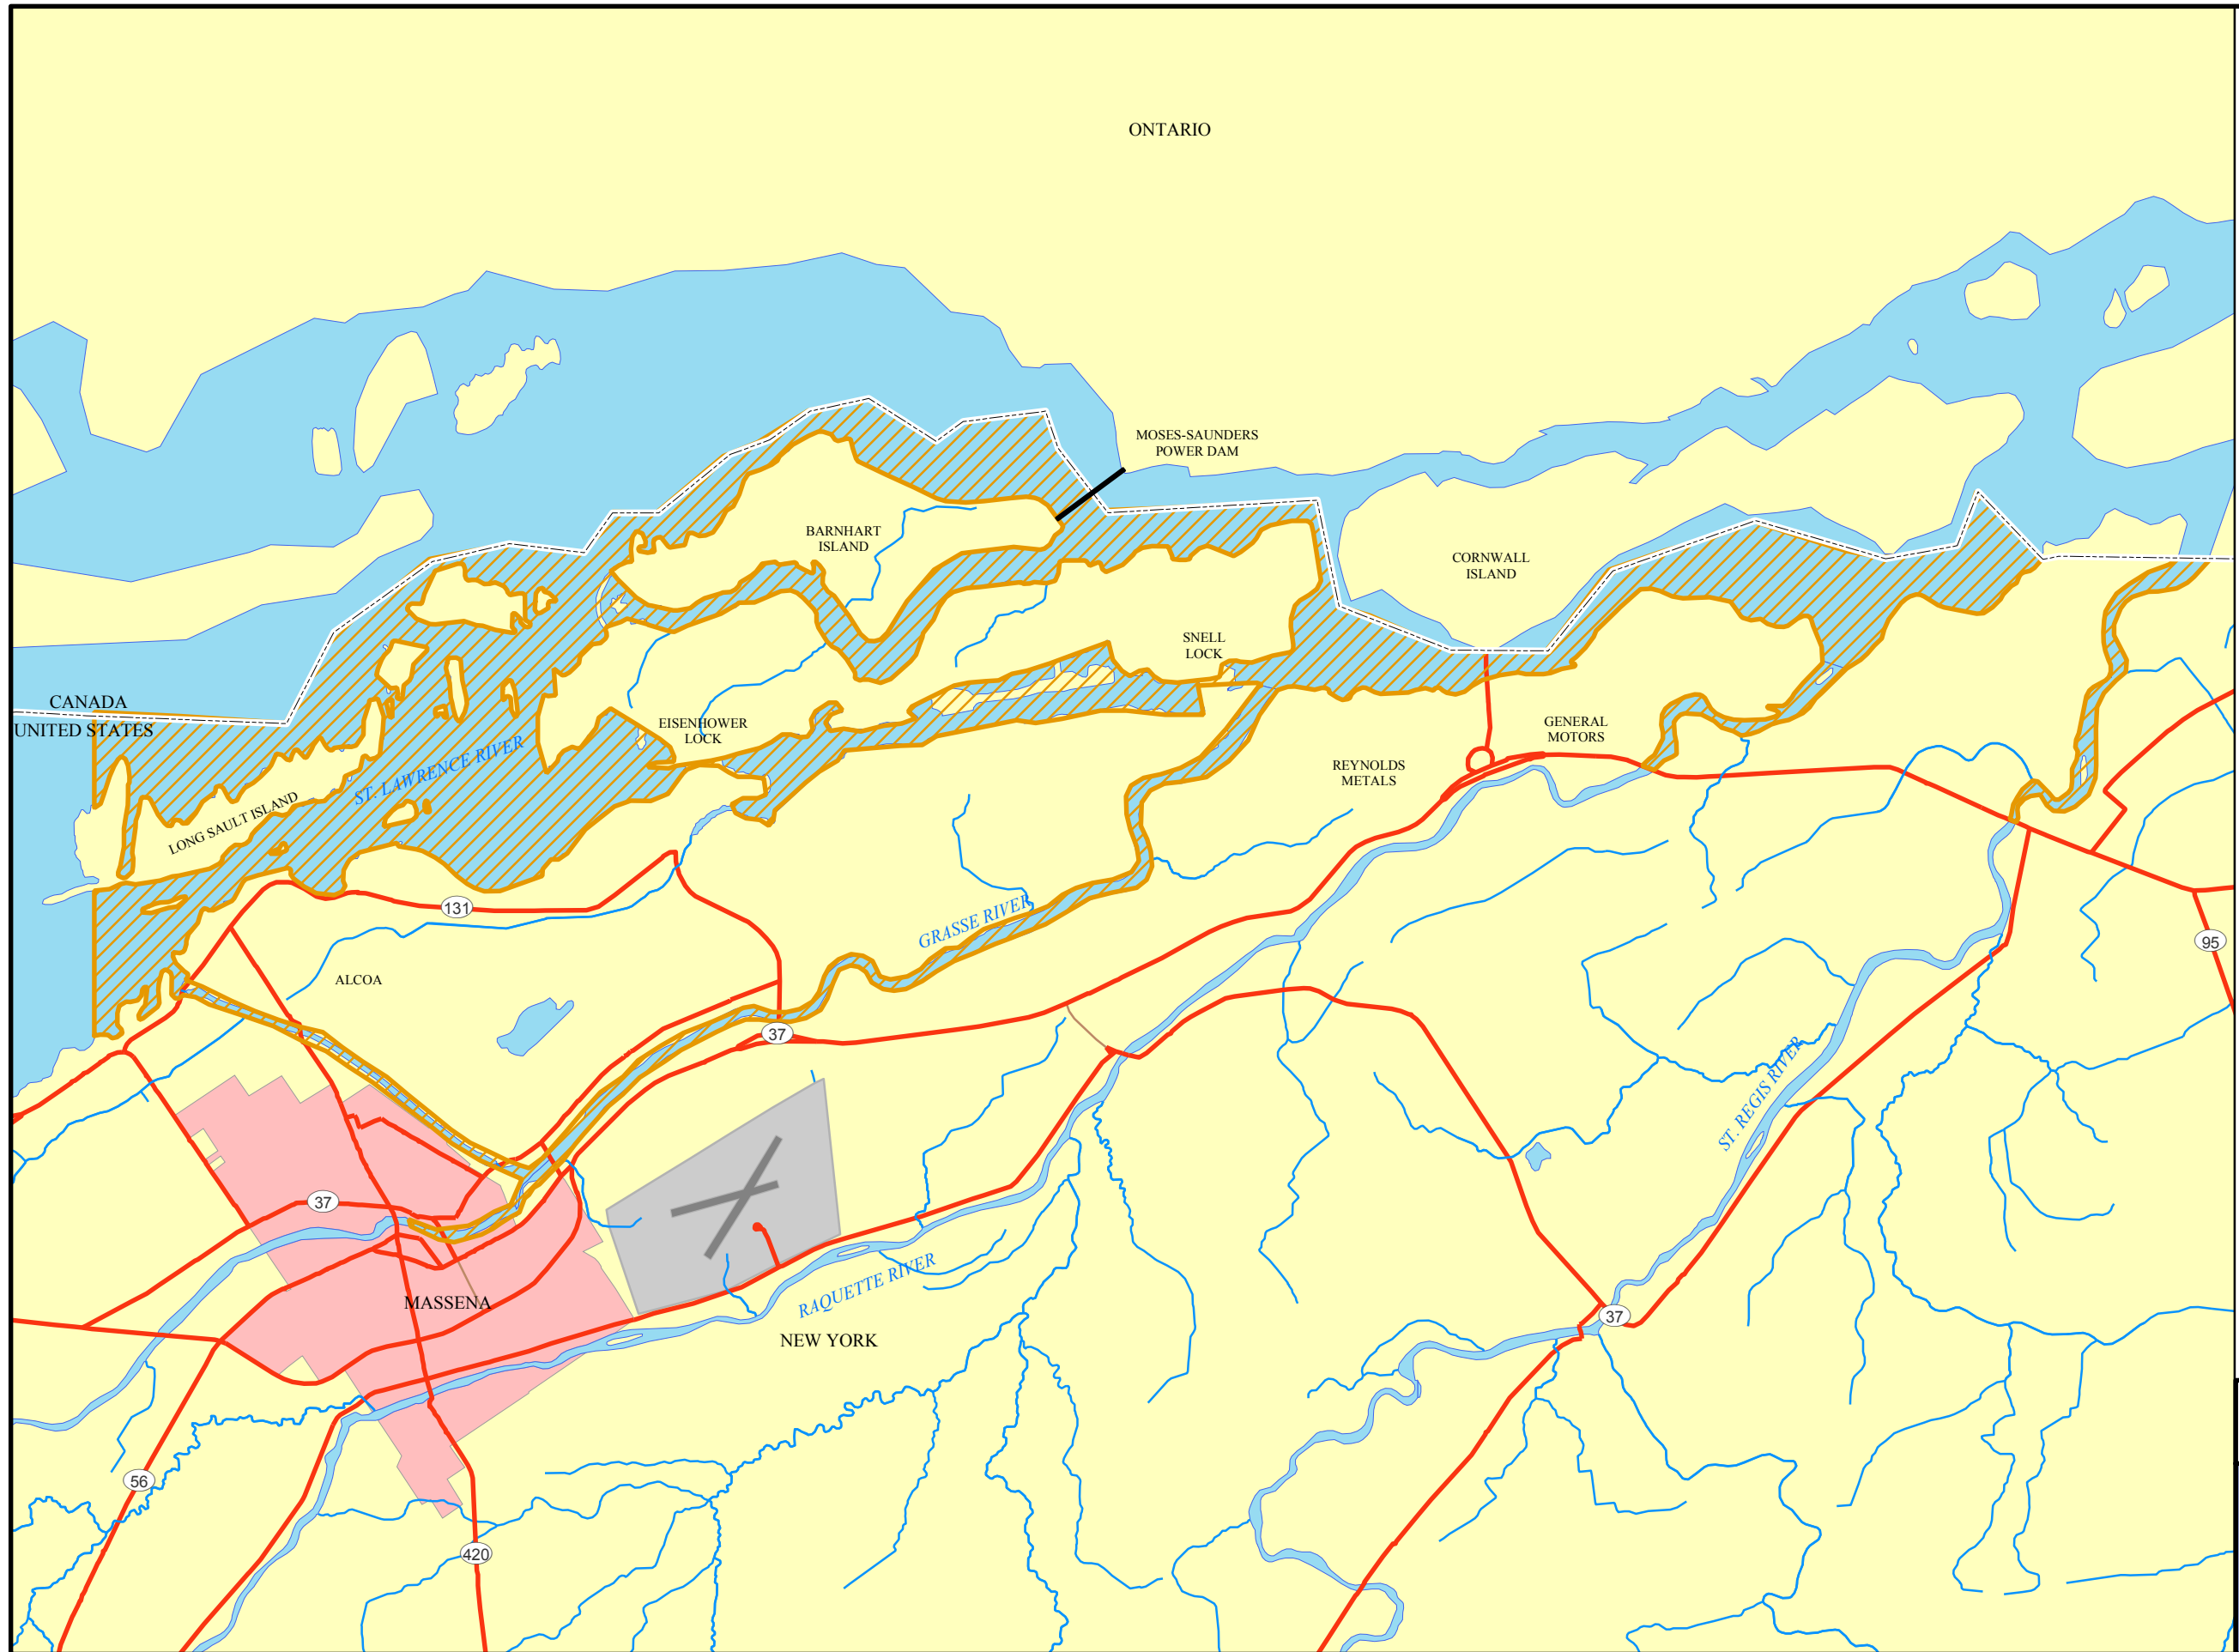 ONTARIO
MOSES-SAUNDERS
POWER DAM
BARNHART
ISLAND
CORNWALL
ISLAND
SNELL
LOCK
CANADA
UNITED STATES
EISENHOWER
LOCK
GENERAL
MOTORS
ST. LAWRENCE RIVER
REYNOLDS
METALS
LONG SAULT ISLAND
131
GRASSE RIVER
95
ALCOA
37
ST. REGIS RIVER
37
RAQUETTE RIVER
MASSENA
37
NEW YORK
56
420